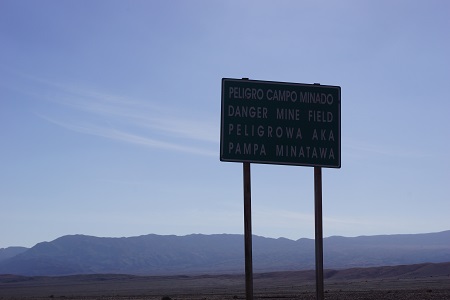 PELIGRO CAMPO MINADO
DANGER MINE FIELD
PELIGROWA AKA
PAMPA MINATAWA